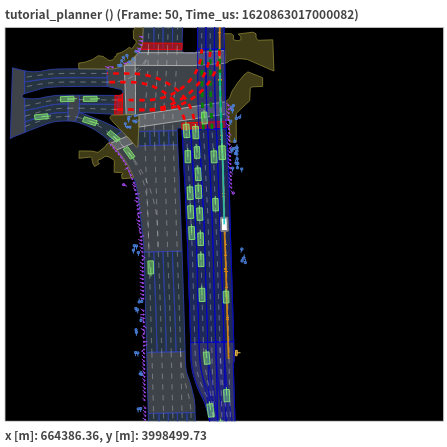 tutorial_planner () (Frame: 50, Time_us: 1620863017000082)
x [m]: 664386.36, y [m]: 3998499.73